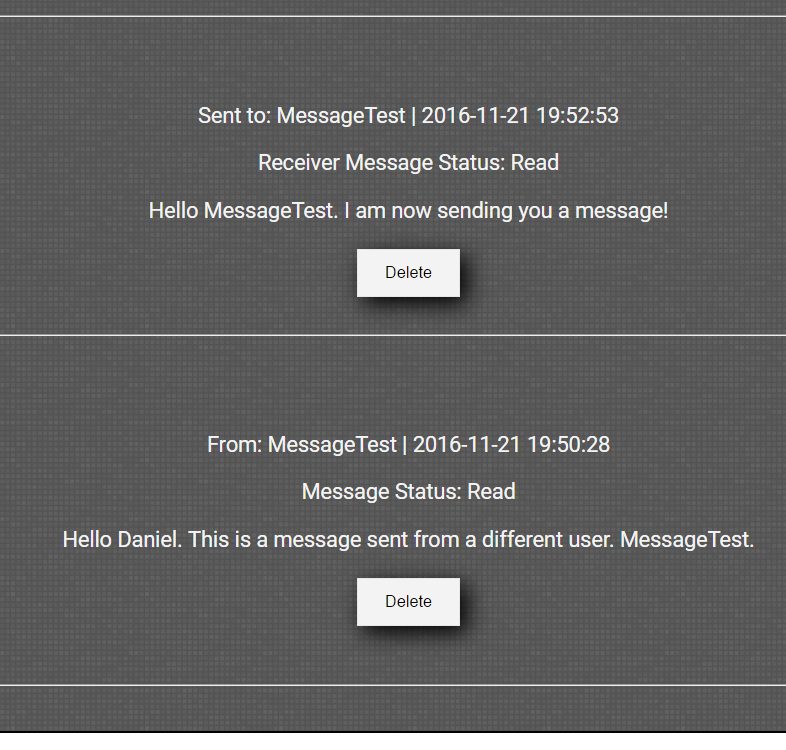 Sent to: MessageTest | 2016-11-21 19:52:53
Receiver Message Status: Read
Hello MessageTest. I am now sending you a message!
Delete
From: MessageTest | 2016-11-21 19:50:28
Message Status: Read
Hello Daniel. This is a message sent from a different user. MessageTest.
Delete